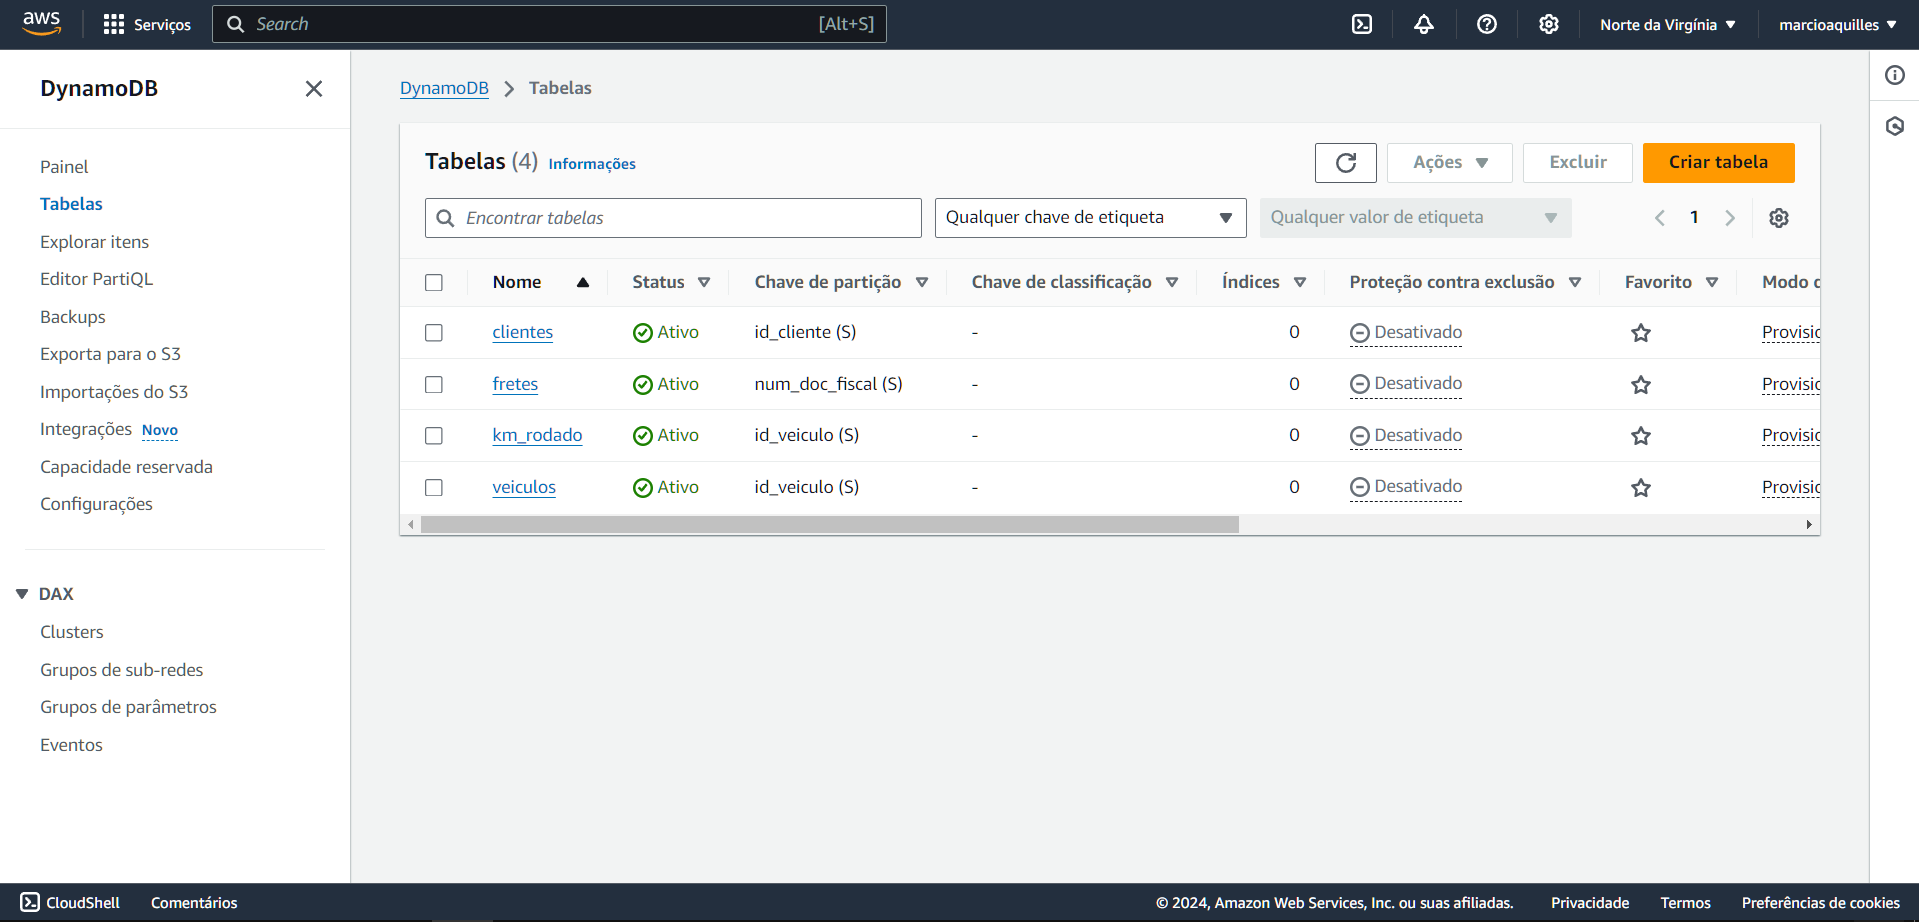 aws Serviços Search [Alt+S] Norte da Virgínia marcioaquilles
DynamoDB
Painel
Tabelas
Explorar itens
Editor PartiQL
Backups
Exporta para o S3
Importações do S3
Integrações Novo
Capacidade reservada
Configurações
DAX
Clusters
Grupos de sub-redes
Grupos de parâmetros
Eventos
DynamoDB Tabelas
Tabelas (4) Informações Ações Excluir Criar tabela
Encontrar tabelas Qualquer chave de etiqueta Qualquer valor de etiqueta 1
Nome Status Chave de partição Chave de classificação Índices Proteção contra exclusão Favorito Modo
clientes Ativo id_cliente (S) - 0 Desativado Provisi
fretes Ativo num_doc_fiscal (S) - 0 Desativado Provisi
km_rodado Ativo id_veiculo (S) - 0 Desativado Provisi
veiculos Ativo id_veiculo (S) - 0 Desativado Provisi
CloudShell Comentários © 2024, Amazon Web Services, Inc. ou suas afiliadas. Privacidade Termos Preferências de cookies